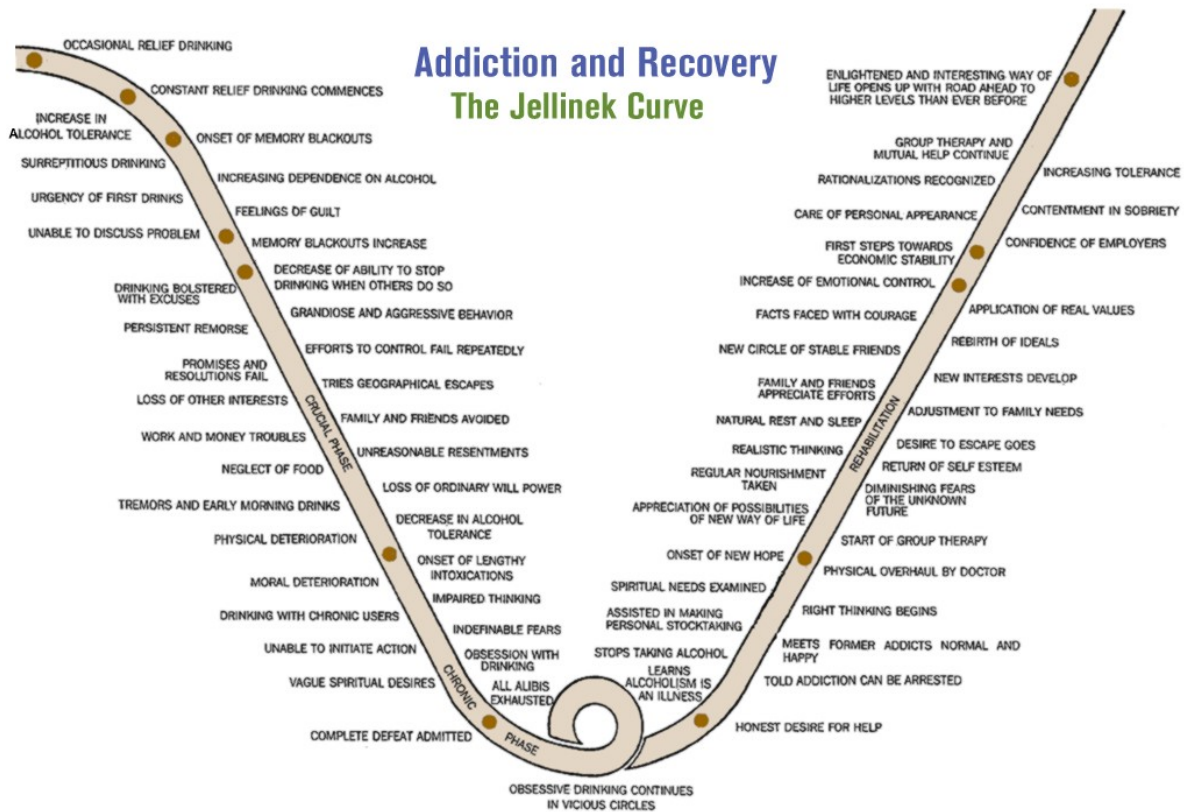 Addiction and Recovery
The Jellinek Curve
OCCASIONAL RELIEF DRINKING
CONSTANT RELIEF DRINKING COMMENCES
INCREASE IN
ALCOHOL TOLERANCE
ONSET OF MEMORY BLACKOUTS
SURREPTITIOUS DRINKING
INCREASING DEPENDENCE ON ALCOHOL
URGENCY OF FIRST DRINKS
FEELINGS OF GUILT
UNABLE TO DISCUSS PROBLEM
MEMORY BLACKOUTS INCREASE
DECREASE OF ABILITY TO STOP
DRINKING WHEN OTHERS DO SO
DRINKING BOLSTERED
WITH EXCUSES
GRANDIOSE AND AGGRESSIVE BEHAVIOR
PERSISTENT REMORSE
EFFORTS TO CONTROL FAIL REPEATEDLY
PROMISES AND
RESOLUTIONS FAIL
TRIES GEOGRAPHICAL ESCAPES
LOSS OF OTHER INTERESTS
CRUCIAL PHASE
FAMILY AND FRIENDS AVOIDED
WORK AND MONEY TROUBLES
UNREASONABLE RESENTMENTS
NEGLECT OF FOOD
LOSS OF ORDINARY WILL POWER
TREMORS AND EARLY MORNING DRINKS
DECREASE IN ALCOHOL
TOLERANCE
PHYSICAL DETERIORATION
ONSET OF LENGTHY
INTOXICATIONS
MORAL DETERIORATION
IMPAIRED THINKING
DRINKING WITH CHRONIC USERS
INDEFINABLE FEARS
UNABLE TO INITIATE ACTION
OBSESSION WITH
DRINKING
VAGUE SPIRITUAL DESIRES
ALL ALIBIS
EXHAUSTED
CHRONIC
PHASE
COMPLETE DEFEAT ADMITTED
OBSESSIVE DRINKING CONTINUES
IN VICIOUS CIRCLES
ENLIGHTENED AND INTERESTING WAY OF
LIFE OPENS UP WITH ROAD AHEAD TO
HIGHER LEVELS THAN EVER BEFORE
GROUP THERAPY AND
MUTUAL HELP CONTINUE
INCREASING TOLERANCE
RATIONALIZATIONS RECOGNIZED
CONTENTMENT IN SOBRIETY
CARE OF PERSONAL APPEARANCE
CONFIDENCE OF EMPLOYERS
FIRST STEPS TOWARDS
ECONOMIC STABILITY
INCREASE OF EMOTIONAL CONTROL
APPLICATION OF REAL VALUES
FACTS FACED WITH COURAGE
REBIRTH OF IDEALS
NEW CIRCLE OF STABLE FRIENDS
NEW INTERESTS DEVELOP
FAMILY AND FRIENDS
APPRECIATE EFFORTS
ADJUSTMENT TO FAMILY NEEDS
NATURAL REST AND SLEEP
REHABILITATION
DESIRE TO ESCAPE GOES
REALISTIC THINKING
RETURN OF SELF ESTEEM
REGULAR NOURISHMENT
TAKEN
DIMINISHING FEARS
OF THE UNKNOWN
FUTURE
APPRECIATION OF POSSIBILITIES
OF NEW WAY OF LIFE
START OF GROUP THERAPY
ONSET OF NEW HOPE
PHYSICAL OVERHAUL BY DOCTOR
SPIRITUAL NEEDS EXAMINED
RIGHT THINKING BEGINS
ASSISTED IN MAKING
PERSONAL STOCKTAKING
MEETS FORMER ADDICTS NORMAL AND
HAPPY
STOPS TAKING ALCOHOL
LEARNS
ALCOHOLISM IS
AN ILLNESS
TOLD ADDICTION CAN BE ARRESTED
HONEST DESIRE FOR HELP